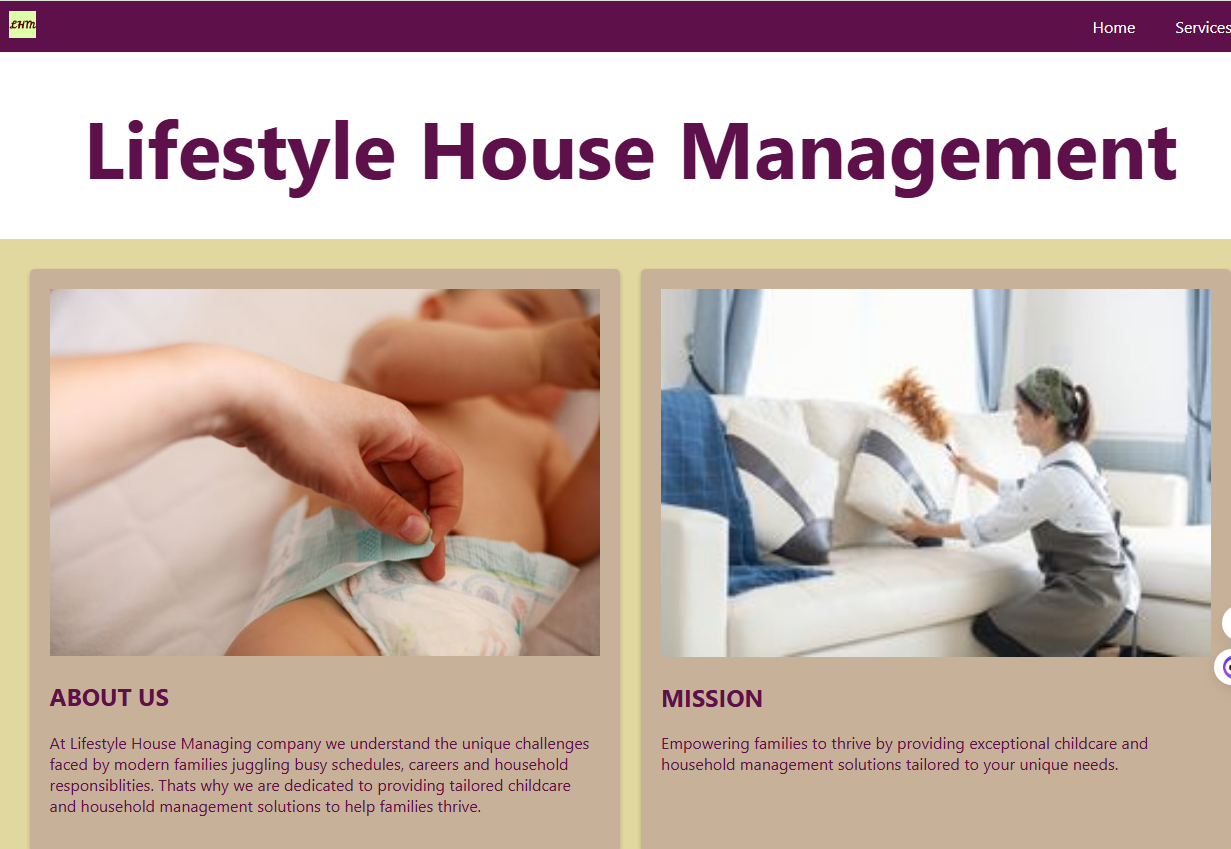 LHM
Home
Services
Lifestyle House Management
ABOUT US
At Lifestyle House Managing company we understand the unique challenges
faced by modern families juggling busy schedules, careers and household
responsiblities. Thats why we are dedicated to providing tailored childcare
and household management solutions to help families thrive.
MISSION
Empowering families to thrive by providing exceptional childcare and
household management solutions tailored to your unique needs.